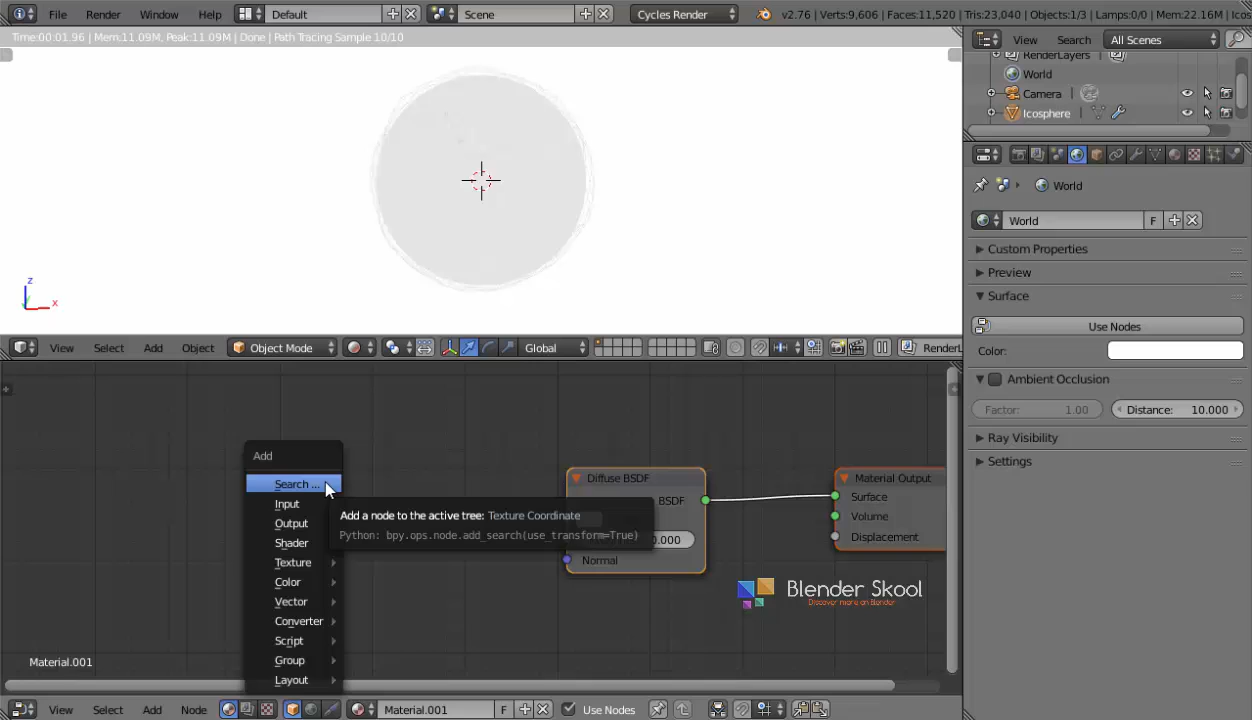 File Render Window Help Default Scene Cycles Render v2.76 | Verts:9,606 | Faces:11,520 | Tris:23,040 | Objects:1/3 | Lamps:0/0 | Mem:22.16M | Icos
Time:00:01.96 | Mem:11.09M, Peak:11.09M | Done | Path Tracing Sample 10/10
View Search All Scenes
RenderLayers
World
Camera
Icosphere
World
World F
Custom Properties
Preview
Surface
Use Nodes
Color:
Ambient Occlusion
Factor: 1.00 Distance: 10.000
Ray Visibility
Settings
z
x
View Select Add Object Object Mode Global RenderL
Add
Search ...
Input
Output
Shader
Texture
Color
Vector
Converter
Script
Group
Layout
Add a node to the active tree: Texture Coordinate
Python: bpy.ops.node.add_search(use_transform=True)
Diffuse BSDF
BSDF
0.000
Normal
Material Output
Surface
Volume
Displacement
Blender Skool
Discover more on Blender
Material.001
View Select Add Node Material.001 F Use Nodes